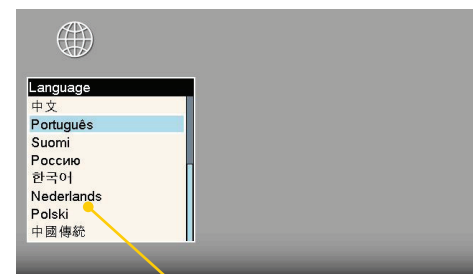 Language
中文
Português
Suomi
Россию
한국어
Nederlands
Polski
中國傳統